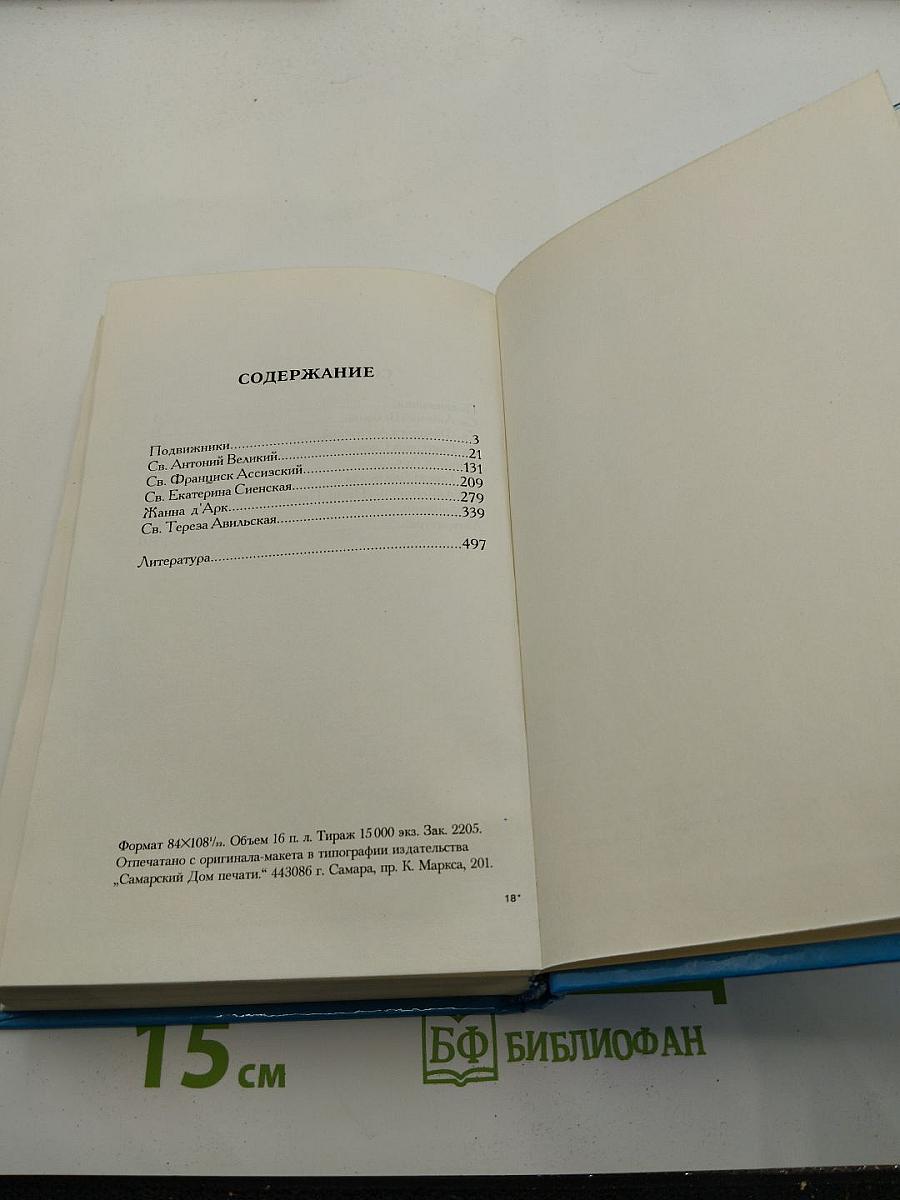 СОДЕРЖАНИЕ
Подвижники..............................3
Св. Антоний Великий..............................21
Св. Франциск Ассизский..............................131
Св. Екатерина Сиенская..............................209
Жанна д'Арк..............................279
Св. Тереза Авильская..............................339
Литература..............................497
Формат 84×108¹/₃₂. Объем 16 п. л. Тираж 15 000 экз. Зак. 2205.
Отпечатано с оригинала-макета в типографии издательства
„Самарский Дом печати.“ 443086 г. Самара, пр. К. Маркса, 201.
18*
15 см
БФ БИБЛИОФАН